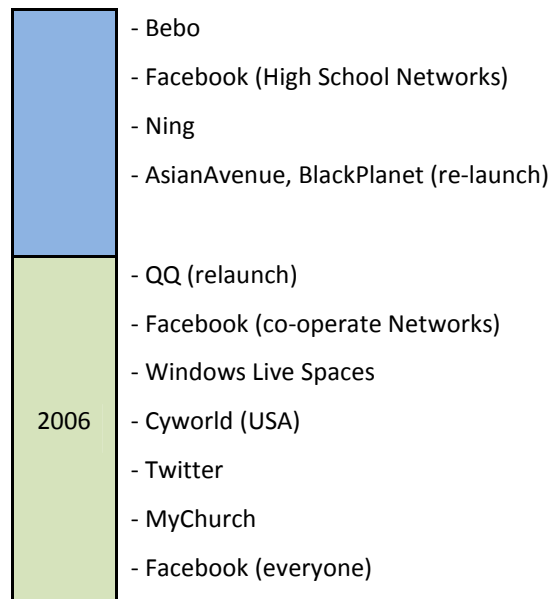 - Bebo
- Facebook (High School Networks)
- Ning
- AsianAvenue, BlackPlanet (re-launch)
- QQ (relaunch)
- Facebook (co-operate Networks)
- Windows Live Spaces
2006
- Cyworld (USA)
- Twitter
- MyChurch
- Facebook (everyone)